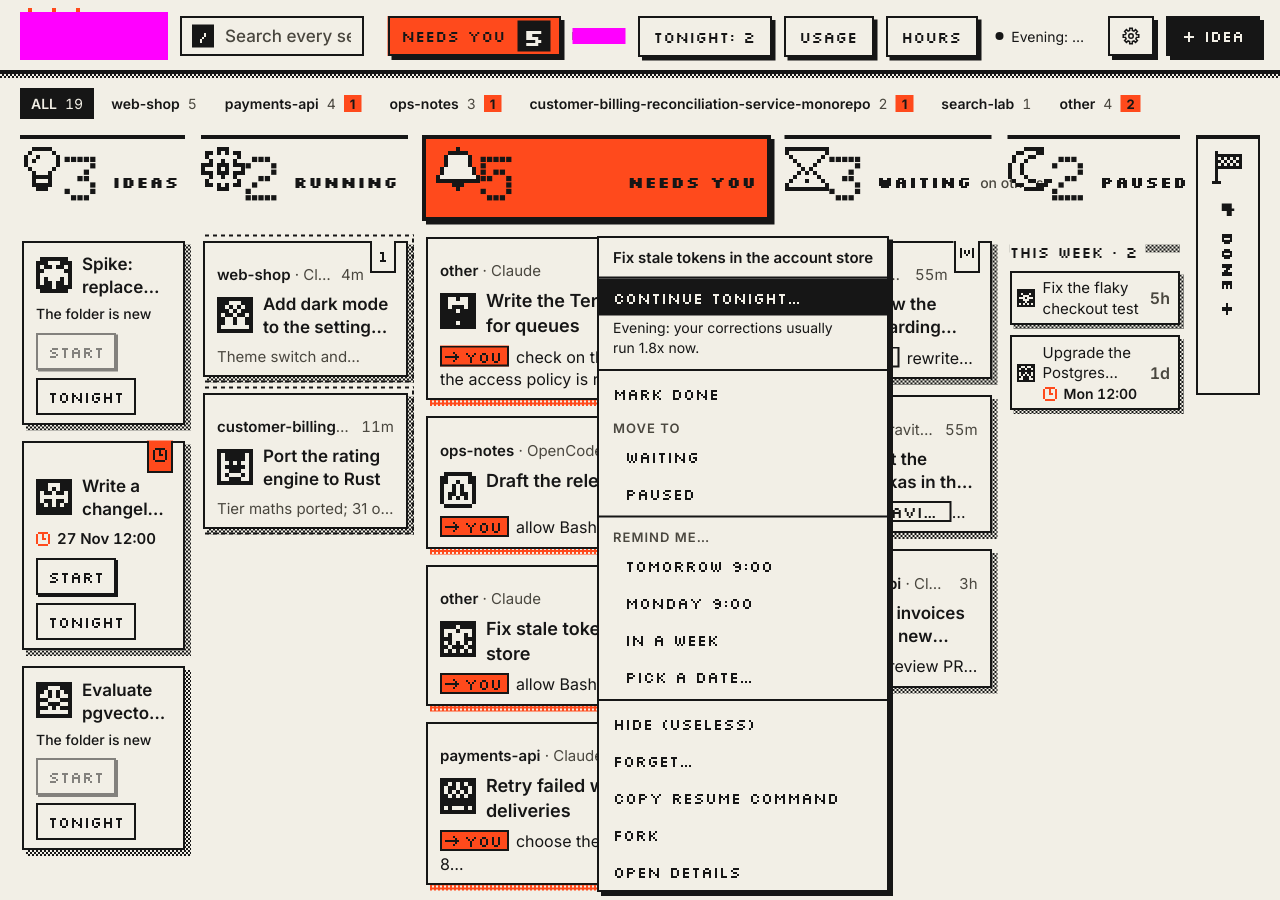 / Search every se
NEEDS YOU 5
TONIGHT: 2
USAGE
HOURS
Evening: ...
+ IDEA
ALL 19
web-shop 5
payments-api 4 1
ops-notes 3 1
customer-billing-reconciliation-service-monorepo 2 1
search-lab 1
other 4 2
3 IDEAS
2 RUNNING
5 NEEDS YOU
3 WAITING
2 PAUSED
4 DONE +
Spike:
replace...
The folder is new
START
TONIGHT
Write a
changel...
27 Nov 12:00
START
TONIGHT
Evaluate
pgvecto...
The folder is new
START
TONIGHT
1
web-shop · Cl... 4m
Add dark mode
to the setting...
Theme switch and...
customer-billing... 11m
Port the rating
engine to Rust
Tier maths ported; 31 o...
other · Claude
Write the Ter
for queues
→ YOU check on th
the access policy is r
ops-notes · OpenCode
Draft the rele
→ YOU allow Bash
other · Claude
Fix stale toke
store
→ YOU allow Bash
payments-api · Claude
Retry failed w
deliveries
→ YOU choose the
8...
Fix stale tokens in the account store
CONTINUE TONIGHT...
Evening: your corrections usually
run 1.8x now.
MARK DONE
MOVE TO
WAITING
PAUSED
REMIND ME...
TOMORROW 9:00
MONDAY 9:00
IN A WEEK
PICK A DATE...
HIDE (USELESS)
FORGET...
COPY RESUME COMMAND
FORK
OPEN DETAILS
55m
w the
arding...
rewrite...
ravit... 55m
t the
kas in th...
AVI... ...
pi · Cl... 3h
invoices
new...
review PR...
THIS WEEK · 2
Fix the flaky
checkout test
5h
Upgrade the
Postgres...
1d
Mon 12:00